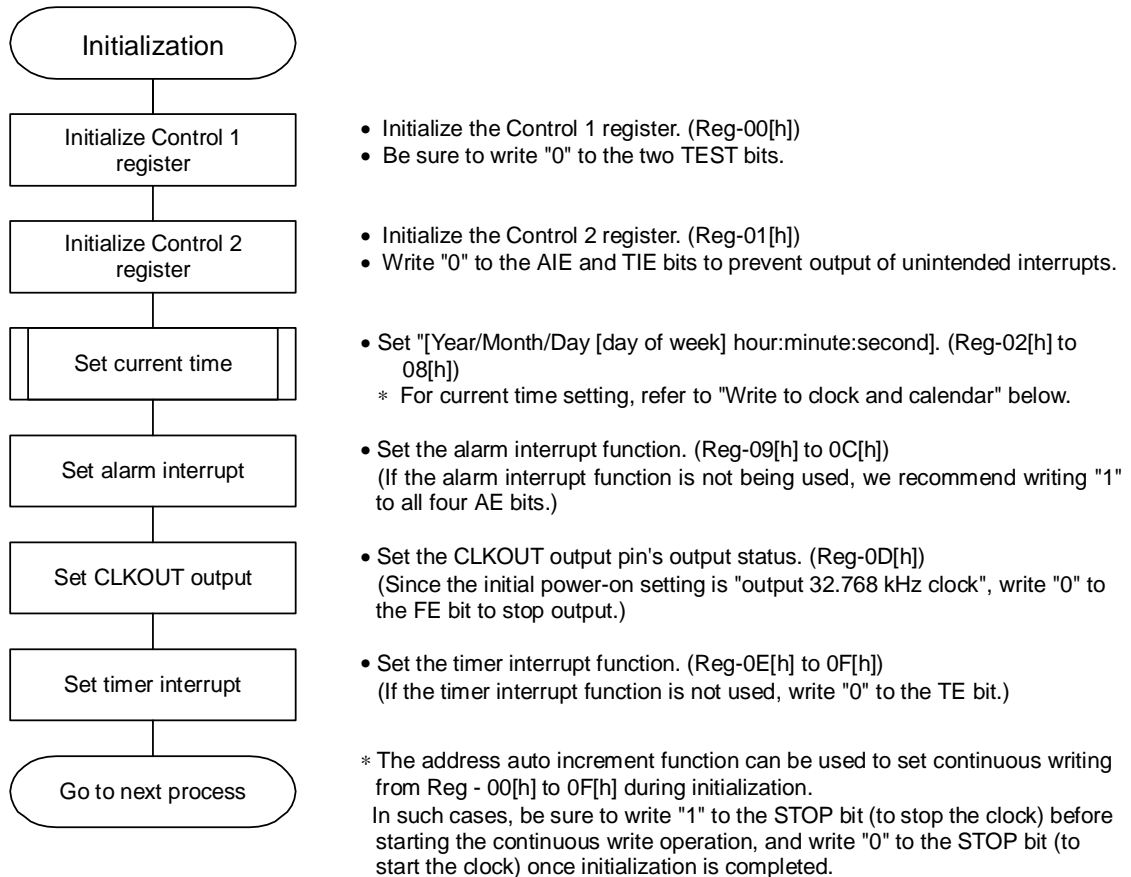 Initialization
Initialize Control 1
register
• Initialize the Control 1 register. (Reg-00[h])
• Be sure to write "0" to the two TEST bits.
Initialize Control 2
register
• Initialize the Control 2 register. (Reg-01[h])
• Write "0" to the AIE and TIE bits to prevent output of unintended interrupts.
Set current time
• Set "[Year/Month/Day [day of week] hour:minute:second]. (Reg-02[h] to
08[h])
* For current time setting, refer to "Write to clock and calendar" below.
Set alarm interrupt
• Set the alarm interrupt function. (Reg-09[h] to 0C[h])
(If the alarm interrupt function is not being used, we recommend writing "1"
to all four AE bits.)
Set CLKOUT output
• Set the CLKOUT output pin's output status. (Reg-0D[h])
(Since the initial power-on setting is "output 32.768 kHz clock", write "0" to
the FE bit to stop output.)
Set timer interrupt
• Set the timer interrupt function. (Reg-0E[h] to 0F[h])
(If the timer interrupt function is not used, write "0" to the TE bit.)
Go to next process
* The address auto increment function can be used to set continuous writing
from Reg - 00[h] to 0F[h] during initialization.
In such cases, be sure to write "1" to the STOP bit (to stop the clock) before
starting the continuous write operation, and write "0" to the STOP bit (to
start the clock) once initialization is completed.